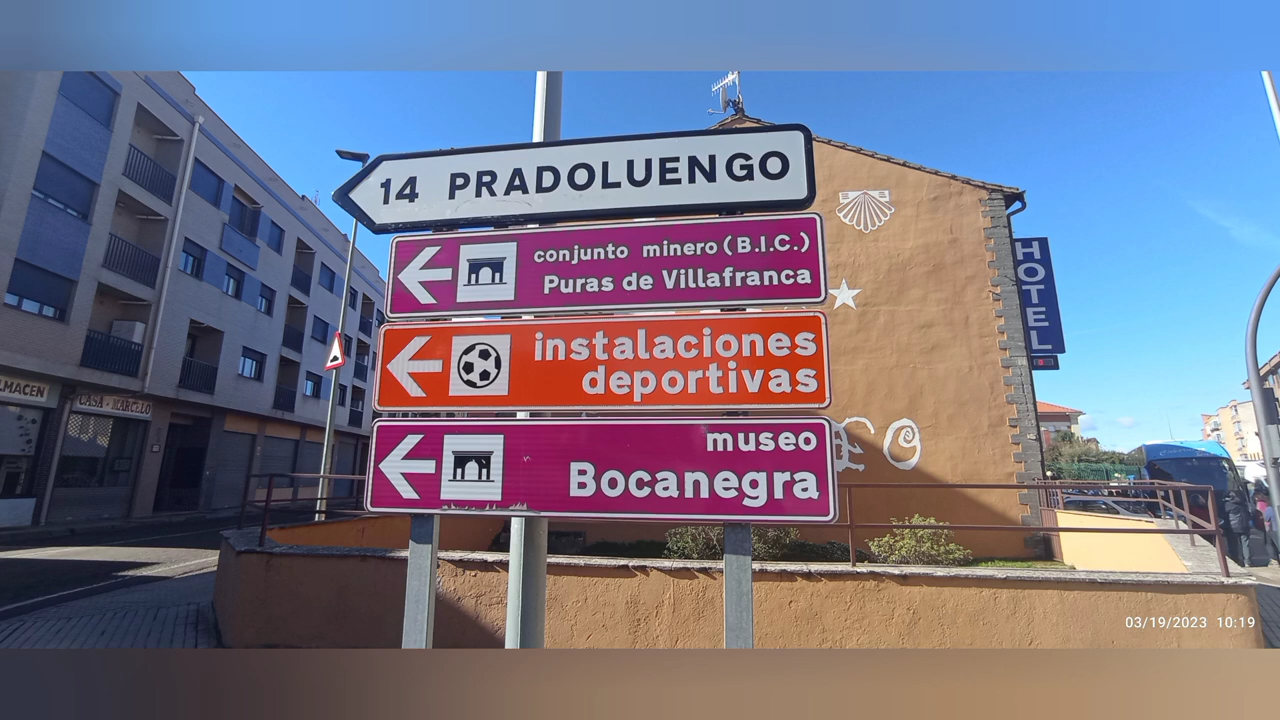 14 PRADOLUENGO
conjunto minero (B.I.C.)
Puras de Villafranca
instalaciones
deportivas
museo
Bocanegra
HOTEL
LMACEN
CASA - MARCELO
03/19/2023 10:19